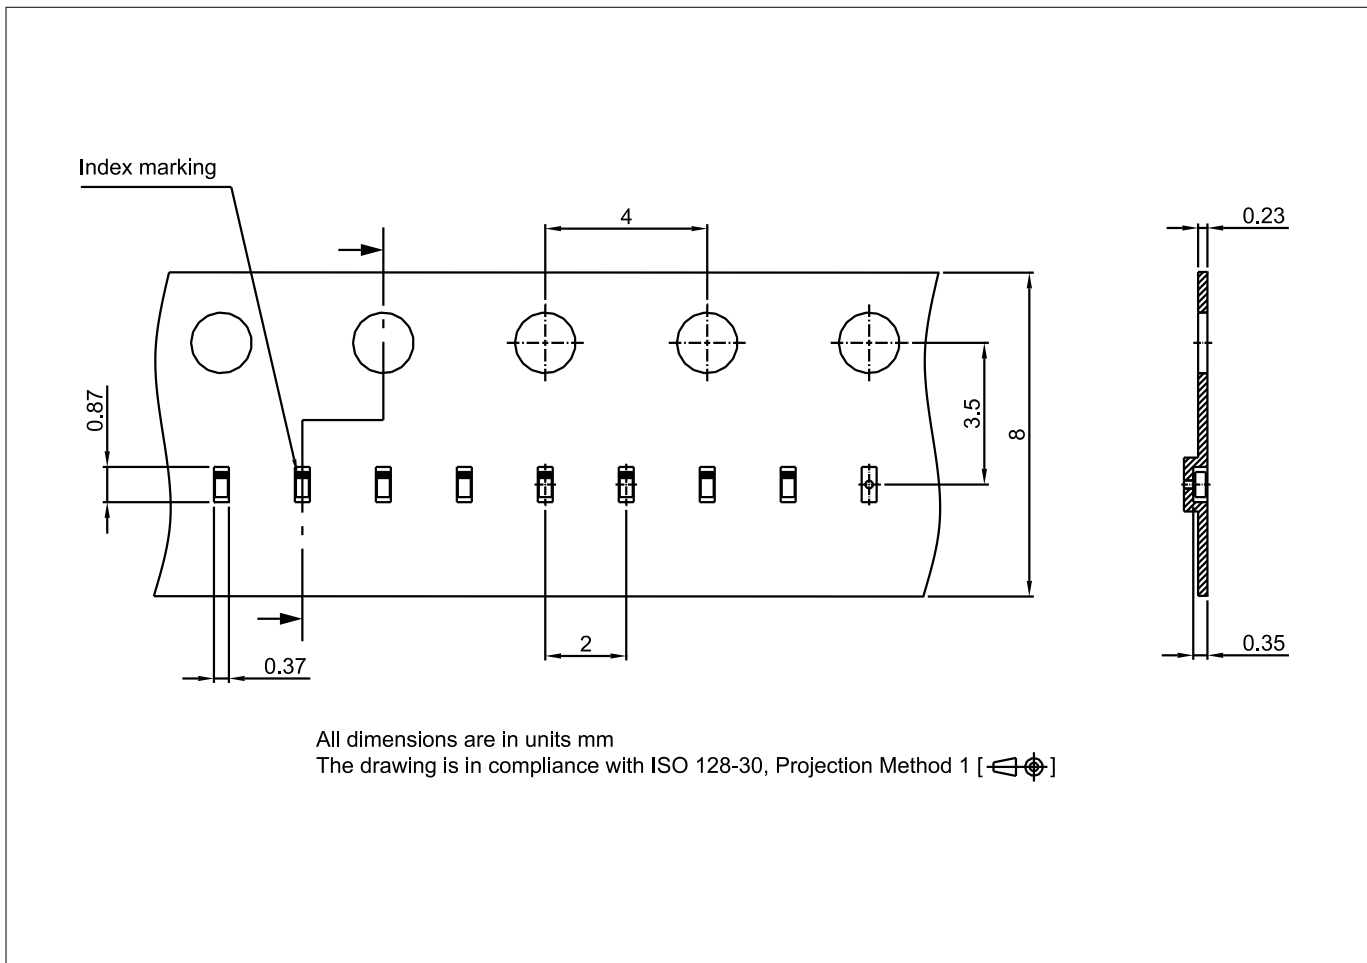 Index marking
4
0.23
0.87
3.5
8
2
0.37
0.35
All dimensions are in units mm
The drawing is in compliance with ISO 128-30, Projection Method 1 [ ]